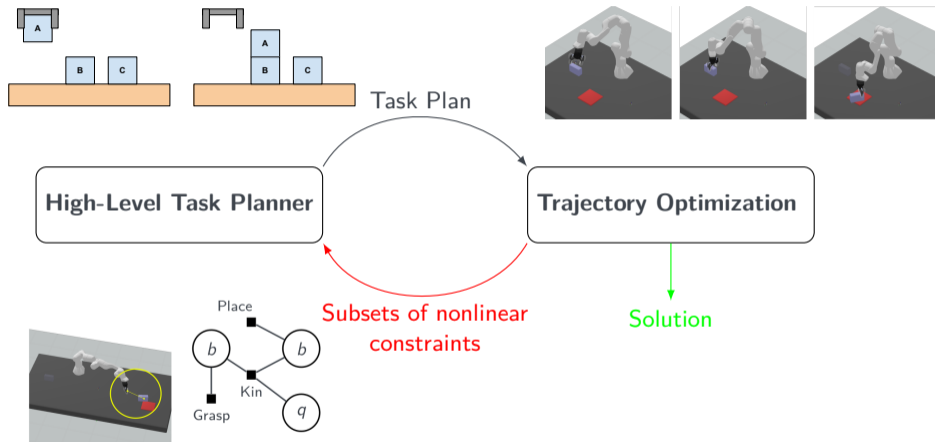 A
A
B
C
B
C
Task Plan
High-Level Task Planner
Trajectory Optimization
Subsets of nonlinear
constraints
Solution
Place
b
b
Kin
Grasp
q